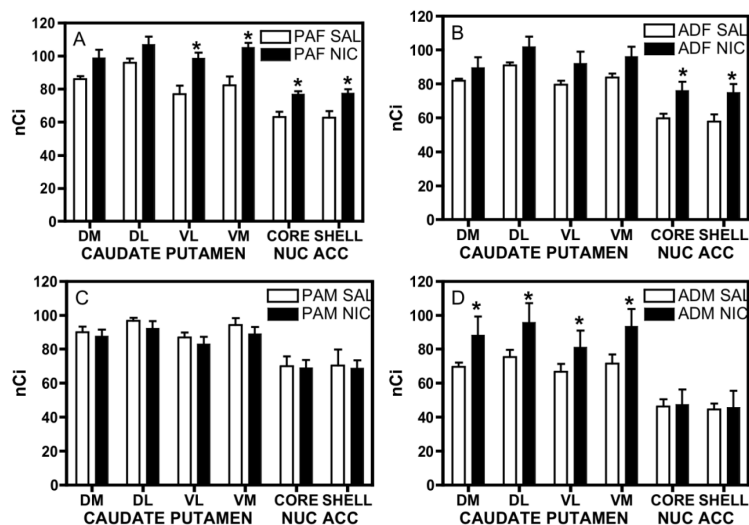 A
PAF SAL
PAF NIC
nCi
120
100
80
60
40
20
0
* * * *
DM DL VL VM CORE SHELL
CAUDATE PUTAMEN NUC ACC
B
ADF SAL
ADF NIC
nCi
120
100
80
60
40
20
0
* *
DM DL VL VM CORE SHELL
CAUDATE PUTAMEN NUC ACC
C
PAM SAL
PAM NIC
nCi
120
100
80
60
40
20
0
DM DL VL VM CORE SHELL
CAUDATE PUTAMEN NUC ACC
D
ADM SAL
ADM NIC
nCi
120
100
80
60
40
20
0
* * * *
DM DL VL VM CORE SHELL
CAUDATE PUTAMEN NUC ACC